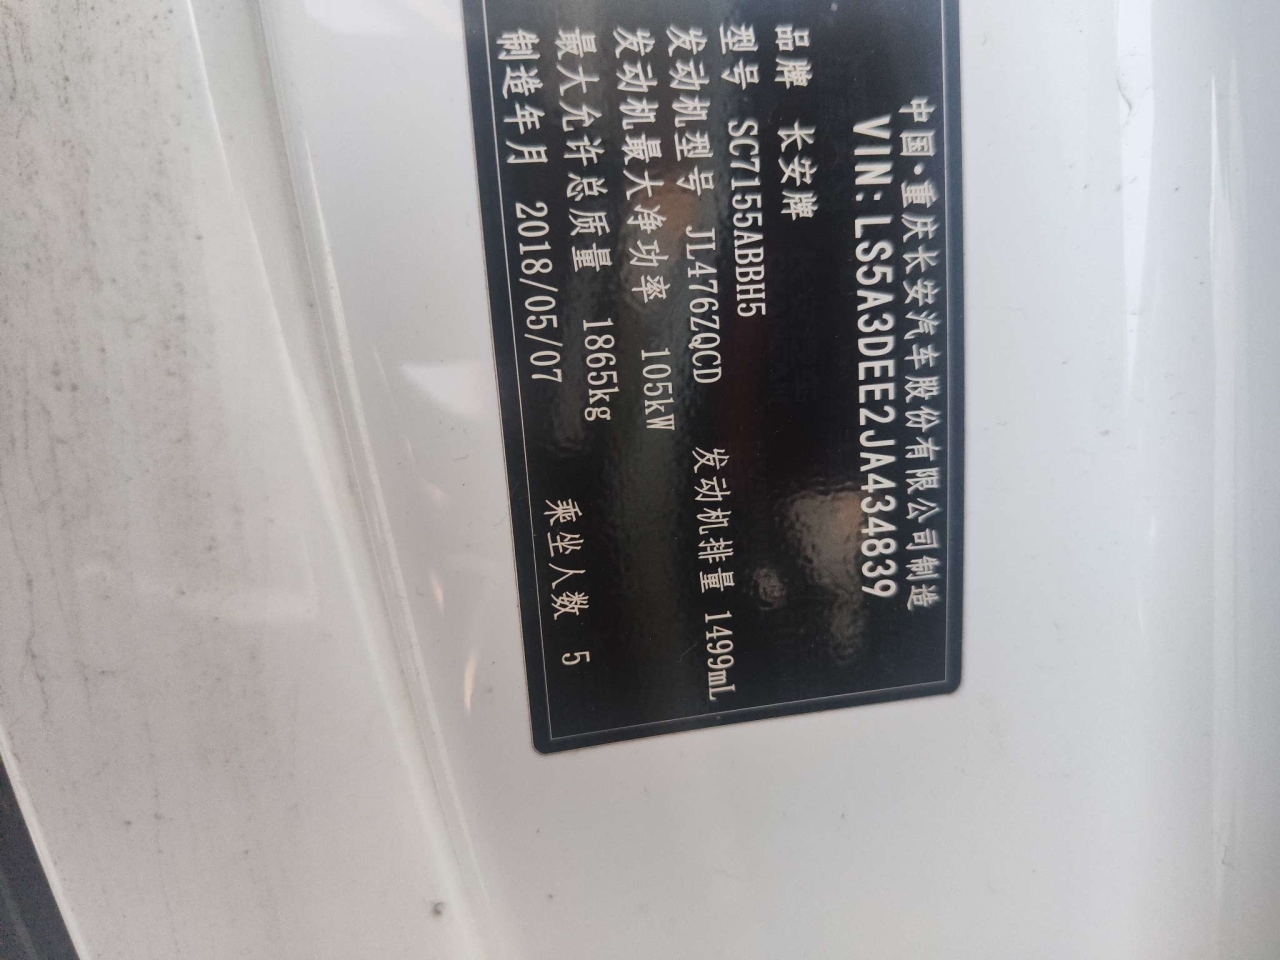 中国·重庆长安汽车股份有限公司制造
VIN:LS5A3DEE2JA434839
品牌 长安牌
型号 SC7155ABBH5
发动机型号 JL476ZQCD 发动机排量 1499mL
发动机最大净功率 105kW
最大允许总质量 1865kg
制造年月 2018/05/07 乘坐人数 5